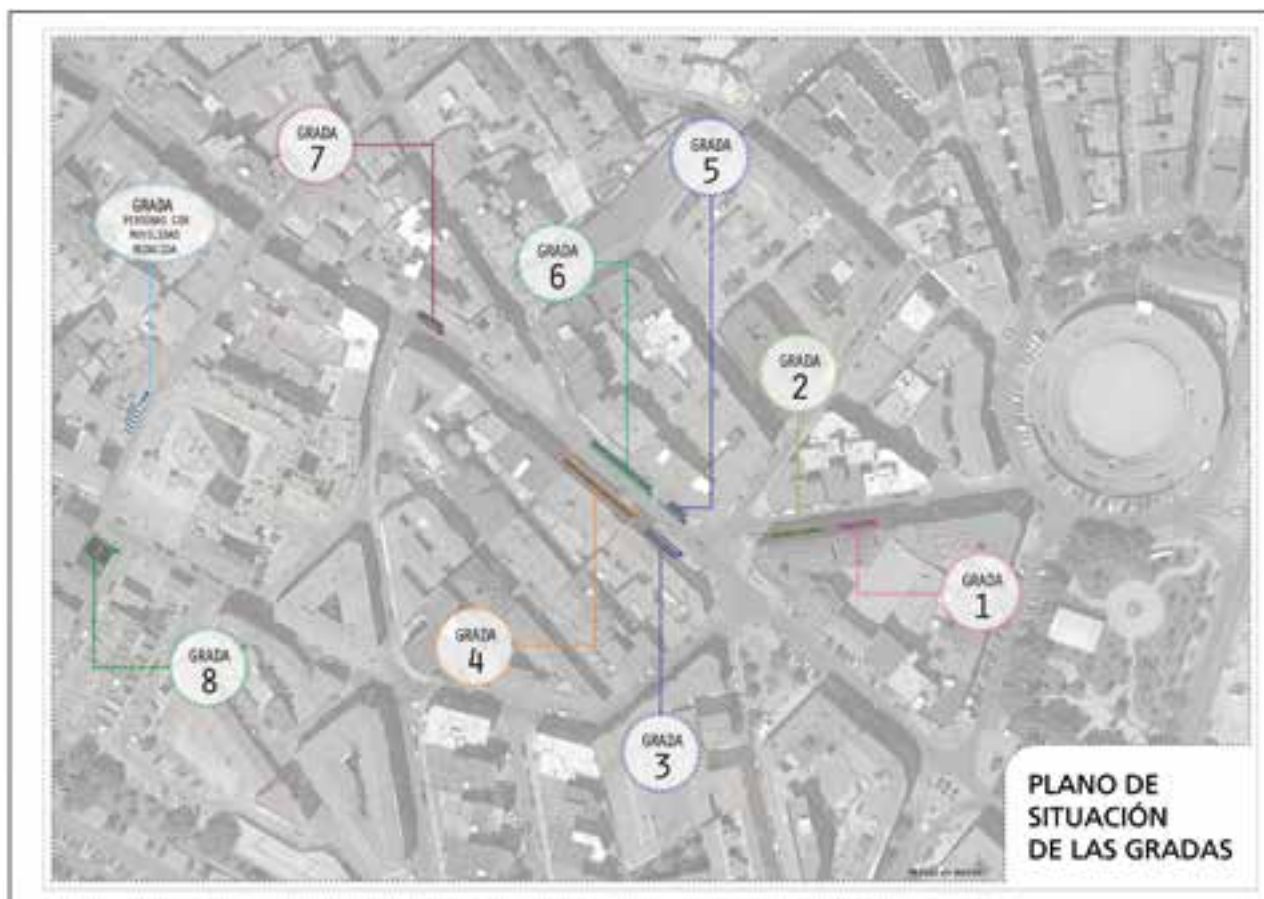 GRADA
7
GRADA
5
GRADA
PERSONAS CON
MOVILIDAD
REDUCIDA
GRADA
6
GRADA
2
GRADA
1
GRADA
4
GRADA
8
GRADA
3
PLANO DE
SITUACIÓN
DE LAS GRADAS